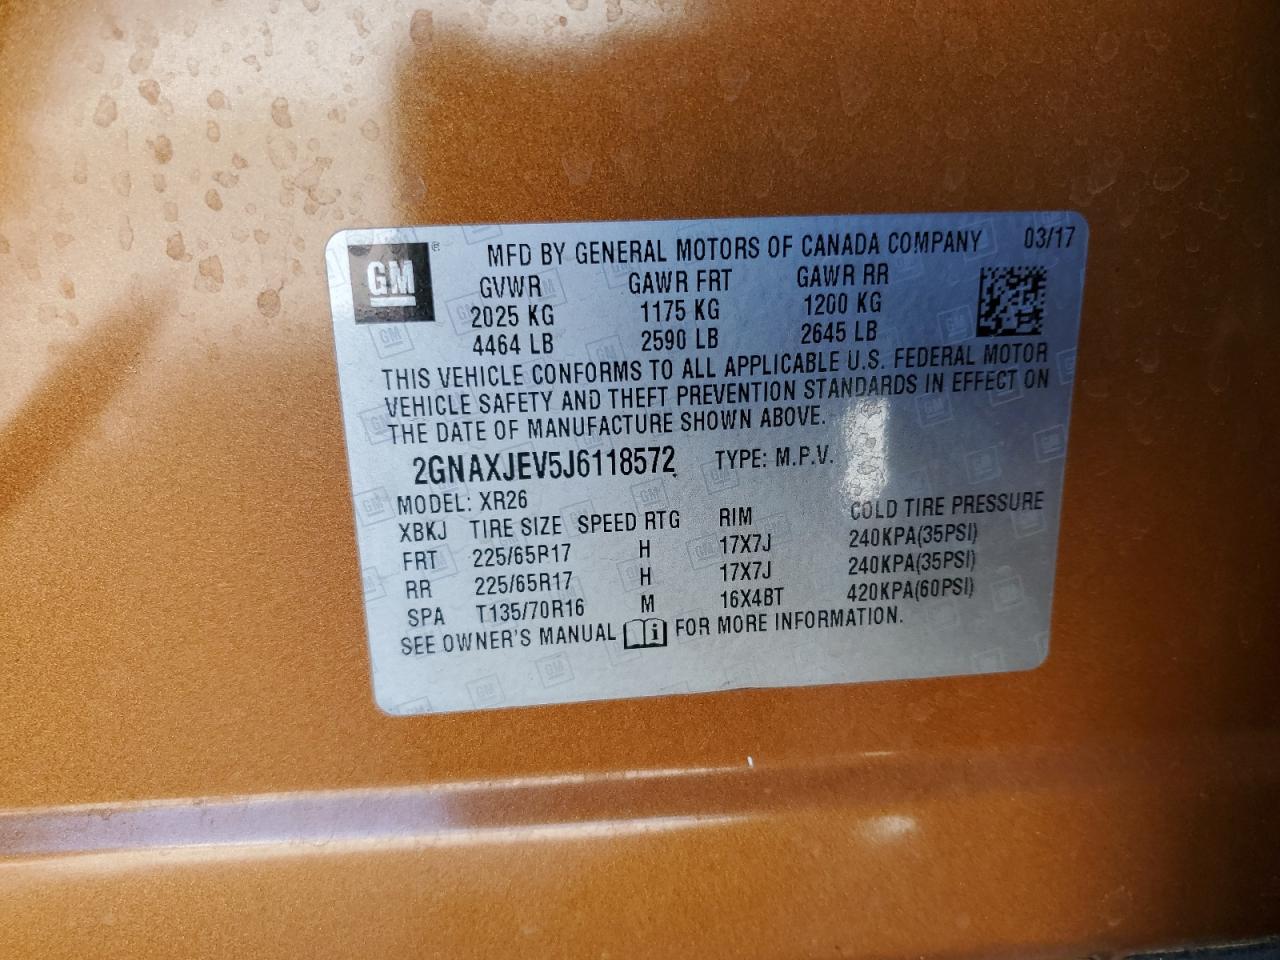 GM ® MFD BY GENERAL MOTORS OF CANADA COMPANY 03/17
GVWR GAWR FRT GAWR RR
2025 KG 1175 KG 1200 KG
4464 LB 2590 LB 2645 LB
THIS VEHICLE CONFORMS TO ALL APPLICABLE U.S. FEDERAL MOTOR
VEHICLE SAFETY AND THEFT PREVENTION STANDARDS IN EFFECT ON
THE DATE OF MANUFACTURE SHOWN ABOVE.
2GNAXJEV5J6118572 TYPE: M.P.V.
MODEL: XR26
XBKJ TIRE SIZE SPEED RTG RIM COLD TIRE PRESSURE
FRT 225/65R17 H 17X7J 240KPA(35PSI)
RR 225/65R17 H 17X7J 240KPA(35PSI)
SPA T135/70R16 M 16X4BT 420KPA(60PSI)
SEE OWNER'S MANUAL FOR MORE INFORMATION.